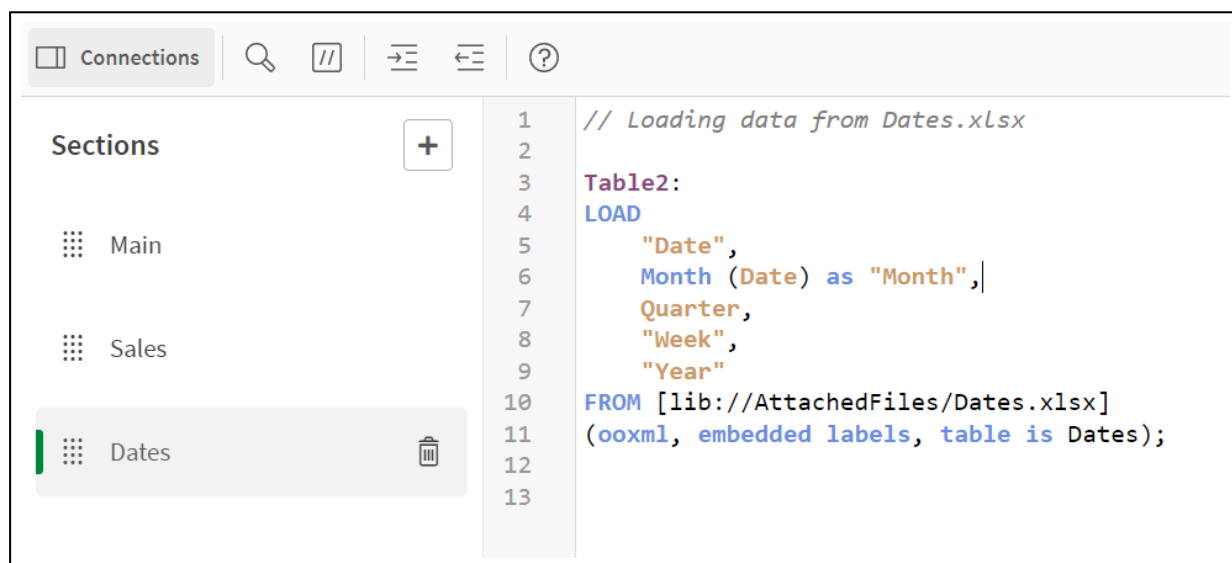 Connections
Sections
+
Main
Sales
Dates
1 // Loading data from Dates.xlsx
2
3 Table2:
4 LOAD
5 "Date",
6 Month (Date) as "Month",
7 Quarter,
8 "Week",
9 "Year"
10 FROM [lib://AttachedFiles/Dates.xlsx]
11 (ooxml, embedded labels, table is Dates);
12
13